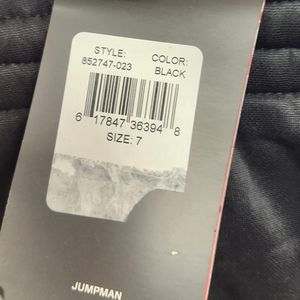 STYLE: COLOR:
852747-023 BLACK
6 17847 36394 8
SIZE: 7
JUMPMAN